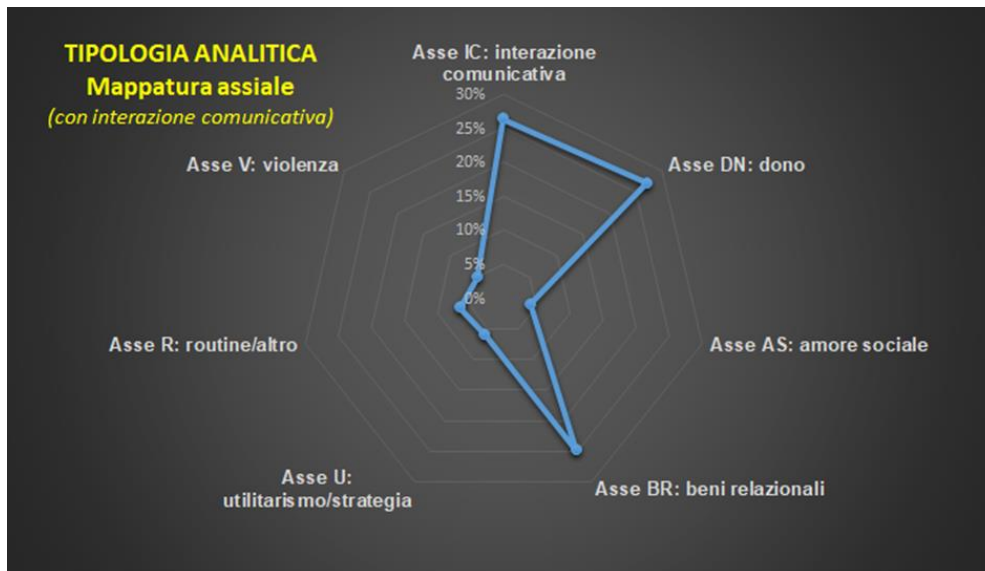 TIPOLOGIA ANALITICA
Mappatura assiale
(con interazione comunicativa)
Asse IC: interazione
comunicativa
30%
25%
20%
15%
10%
5%
0%
Asse V: violenza
Asse DN: dono
Asse R: routine/altro
Asse AS: amore sociale
Asse U:
utilitarismo/strategia
Asse BR: beni relazionali